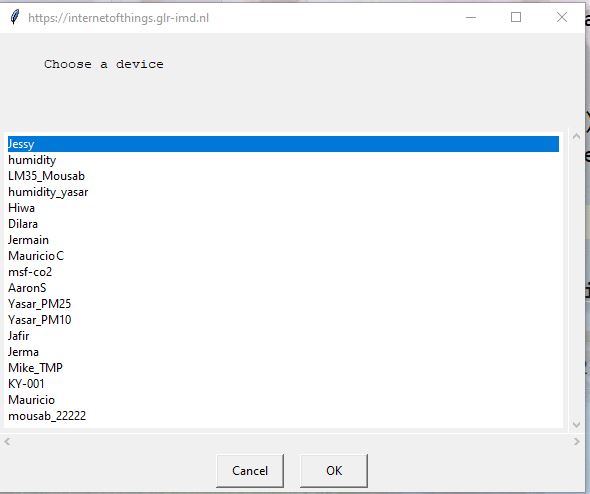 https://internetofthings.glr-imd.nl
Choose a device
Jessy
humidity
LM35_Mousab
humidity_yasar
Hiwa
Dilara
Jermain
MauricioC
msf-co2
AaronS
Yasar_PM25
Yasar_PM10
Jafir
Jerma
Mike_TMP
KY-001
Mauricio
mousab_22222
Cancel OK